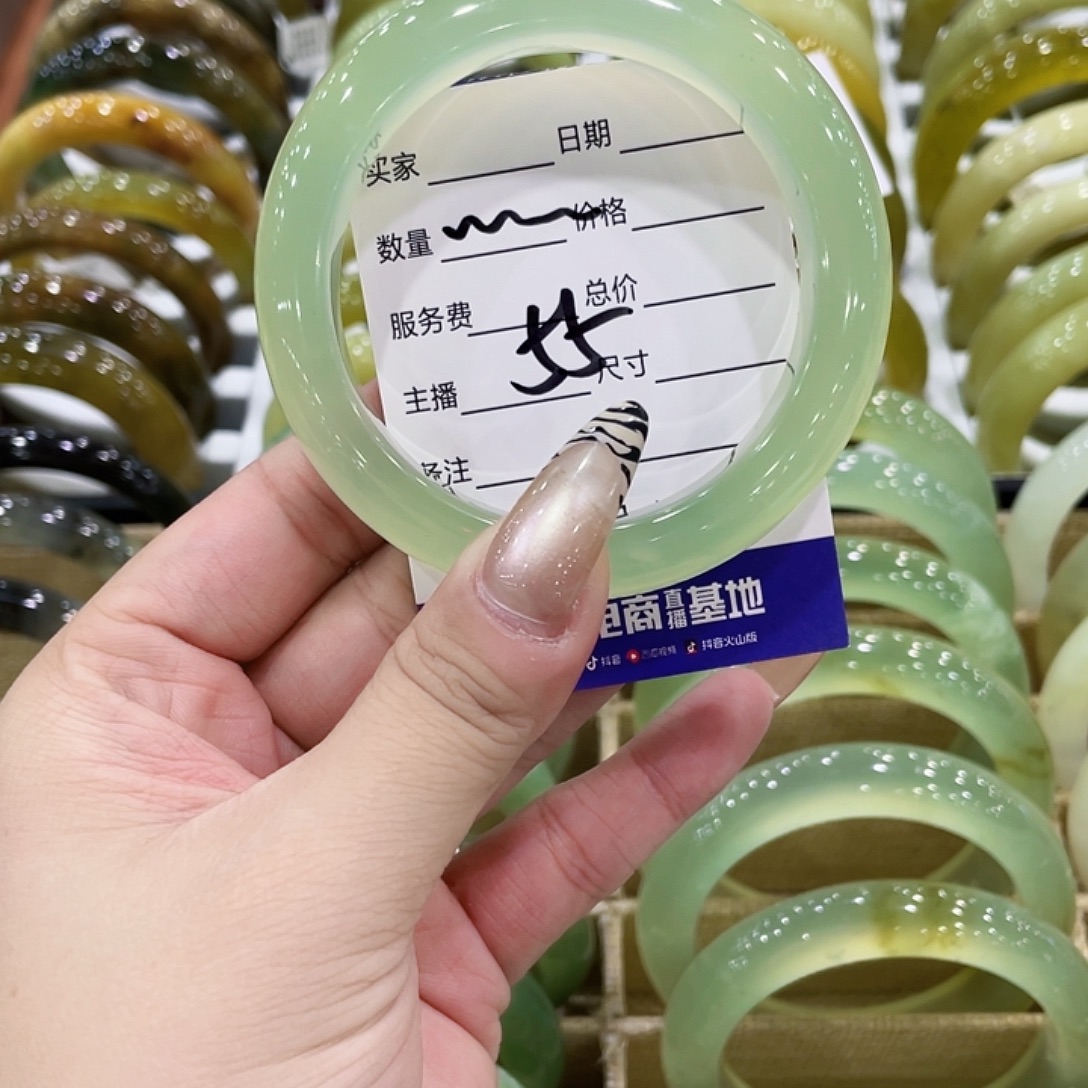 买家 日期
数量 价格
服务费 总价
主播 尺寸
备注
电商直播基地
抖音 西瓜视频 抖音火山版